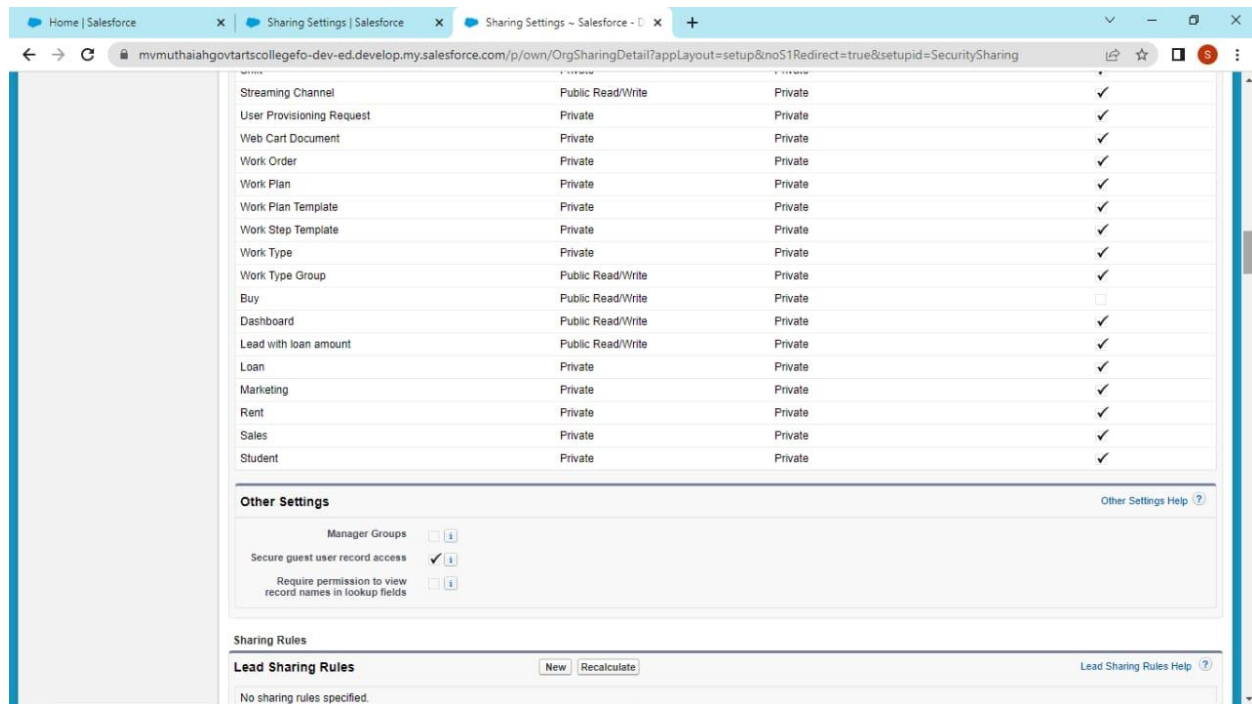 Home | Salesforce
Sharing Settings | Salesforce
Sharing Settings ~ Salesforce - D
mvmuthaiahgovtartscollegefo-dev-ed.develop.my.salesforce.com/p/own/OrgSharingDetail?appLayout=setup&noS1Redirect=true&setupid=SecuritySharing
S
Streaming Channel Public Read/Write Private
User Provisioning Request Private Private
Web Cart Document Private Private
Work Order Private Private
Work Plan Private Private
Work Plan Template Private Private
Work Step Template Private Private
Work Type Private Private
Work Type Group Public Read/Write Private
Buy Public Read/Write Private
Dashboard Public Read/Write Private
Lead with loan amount Public Read/Write Private
Loan Private Private
Marketing Private Private
Rent Private Private
Sales Private Private
Student Private Private
Other Settings Other Settings Help ?
Manager Groups i
Secure guest user record access i
Require permission to view
record names in lookup fields i
Sharing Rules
Lead Sharing Rules New Recalculate Lead Sharing Rules Help ?
No sharing rules specified.